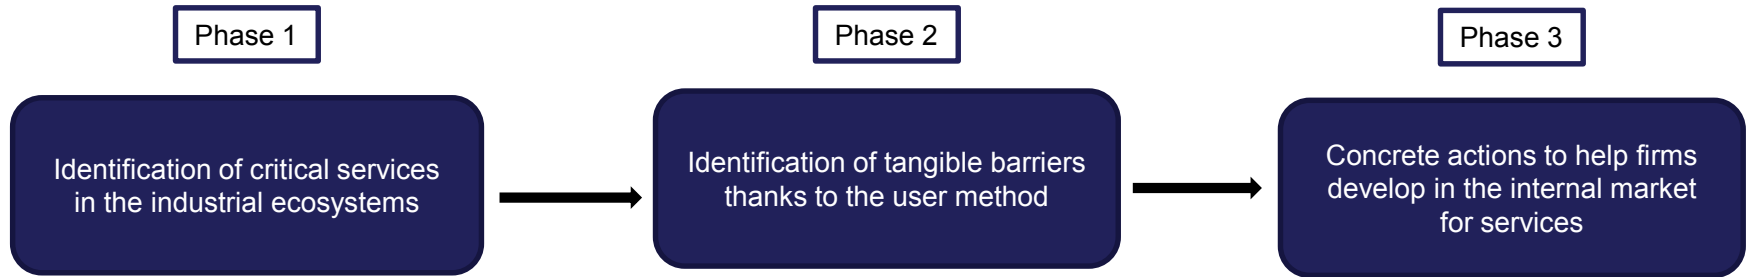 Phase 1
Phase 2
Phase 3
Identification of critical services
in the industrial ecosystems
Identification of tangible barriers
thanks to the user method
Concrete actions to help firms
develop in the internal market
for services